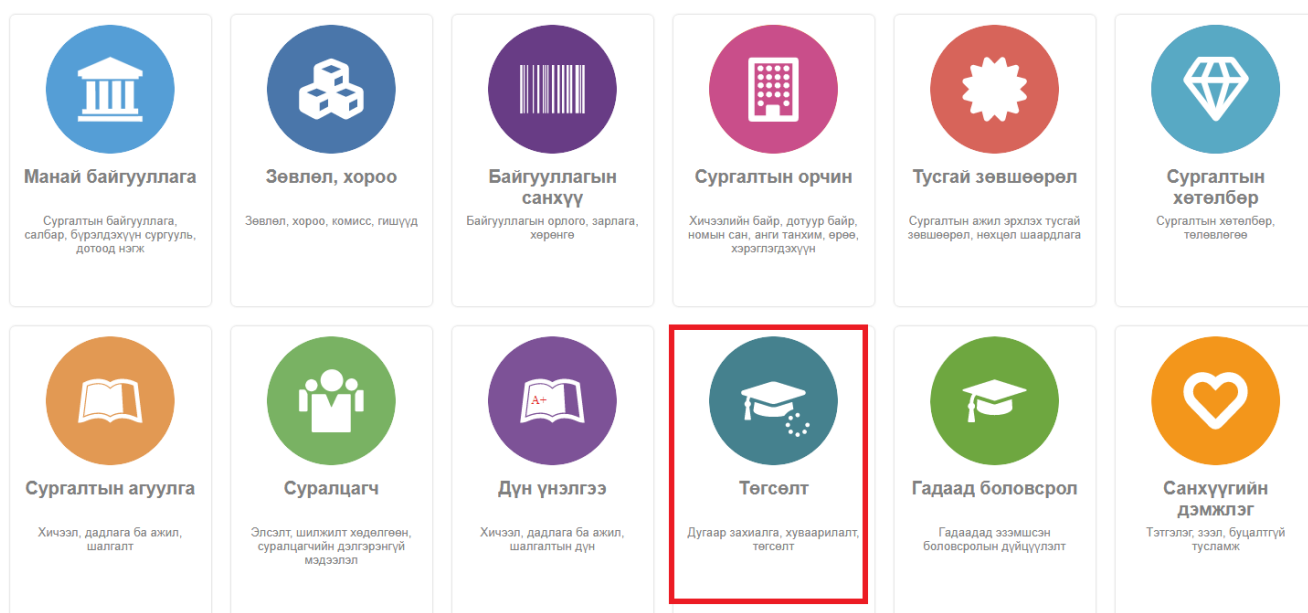 Манай байгууллага
Сургалтын байгууллага,
салбар, бүрэлдэхүүн сургууль,
дотоод нэгж
Зөвлөл, хороо
Зөвлөл, хороо, комисс, гишүүд
Байгууллагын
санхүү
Байгууллагын орлого, зарлага,
хөрөнгө
Сургалтын орчин
Хичээлийн байр, дотуур байр,
номын сан, анги танхим, өрөө,
хэрэглэгдэхүүн
Тусгай зөвшөөрөл
Сургалтын ажил эрхлэх тусгай
зөвшөөрөл, нөхцөл шаардлага
Сургалтын
хөтөлбөр
Сургалтын хөтөлбөр,
төлөвлөгөө
Сургалтын агуулга
Хичээл, дадлага ба ажил,
шалгалт
Суралцагч
Элсэлт, шилжилт хөдөлгөөн,
суралцагчийн дэлгэрэнгүй
мэдээлэл
A+
Дүн үнэлгээ
Хичээл, дадлага ба ажил,
шалгалтын дүн
Төгсөлт
Дугаар захиалга, хуваарилалт,
төгсөлт
Гадаад боловсрол
Гадаадад эзэмшсэн
боловсролын дүйцүүлэлт
Санхүүгийн
дэмжлэг
Тэтгэлэг, зээл, буцалтгүй
тусламж